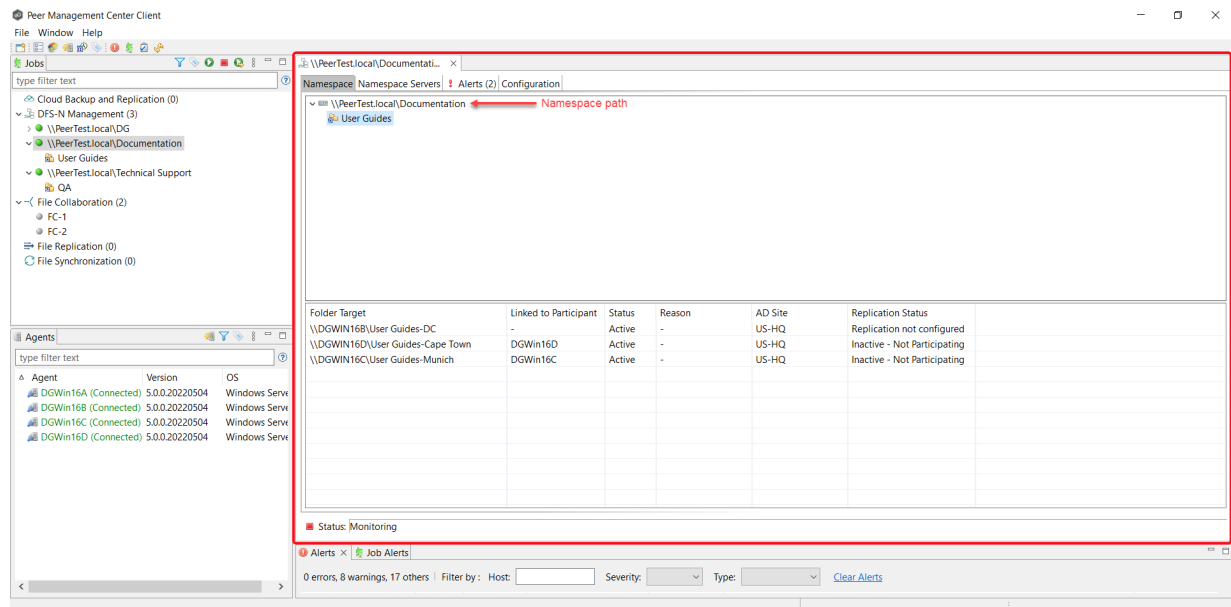 Peer Management Center Client
File Window Help
Jobs
type filter text
Cloud Backup and Replication (0)
DFS-N Management (3)
\\PeerTest.local\DG
\\PeerTest.local\Documentation
User Guides
\\PeerTest.local\Technical Support
QA
File Collaboration (2)
FC-1
FC-2
File Replication (0)
File Synchronization (0)
Agents
type filter text
Agent Version OS
DGWin16A (Connected) 5.0.0.20220504 Windows Serve
DGWin16B (Connected) 5.0.0.20220504 Windows Serve
DGWin16C (Connected) 5.0.0.20220504 Windows Serve
DGWin16D (Connected) 5.0.0.20220504 Windows Serve
\\PeerTest.local\Documentati...
Namespace Namespace Servers Alerts (2) Configuration
\\PeerTest.local\Documentation Namespace path
User Guides
Folder Target Linked to Participant Status Reason AD Site Replication Status
\\DGWIN16B\User Guides-DC - Active - US-HQ Replication not configured
\\DGWIN16D\User Guides-Cape Town DGWin16D Active - US-HQ Inactive - Not Participating
\\DGWIN16C\User Guides-Munich DGWin16C Active - US-HQ Inactive - Not Participating
Status: Monitoring
Alerts Job Alerts
0 errors, 8 warnings, 17 others Filter by : Host: Severity: Type: Clear Alerts